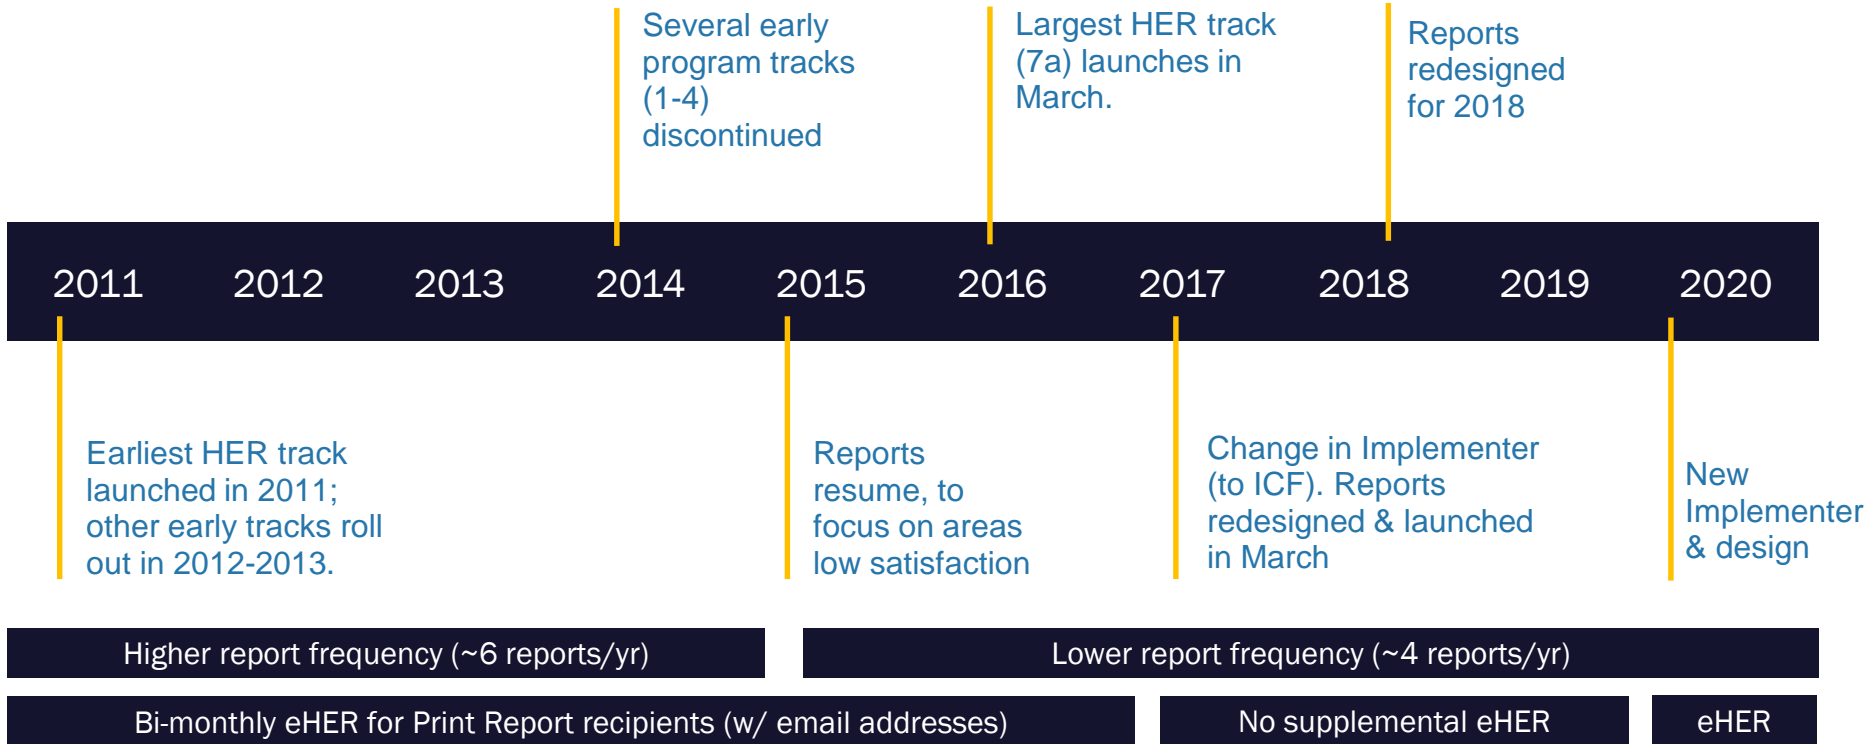 Several early
program tracks
(1-4)
discontinued
Largest HER track
(7a) launches in
March.
Reports
redesigned
for 2018
2011 2012 2013 2014 2015 2016 2017 2018 2019 2020
Earliest HER track
launched in 2011;
other early tracks roll
out in 2012-2013.
Reports
resume, to
focus on areas
low satisfaction
Change in Implementer
(to ICF). Reports
redesigned & launched
in March
New
Implementer
& design
Higher report frequency (~6 reports/yr)
Lower report frequency (~4 reports/yr)
Bi-monthly eHER for Print Report recipients (w/ email addresses)
No supplemental eHER
eHER